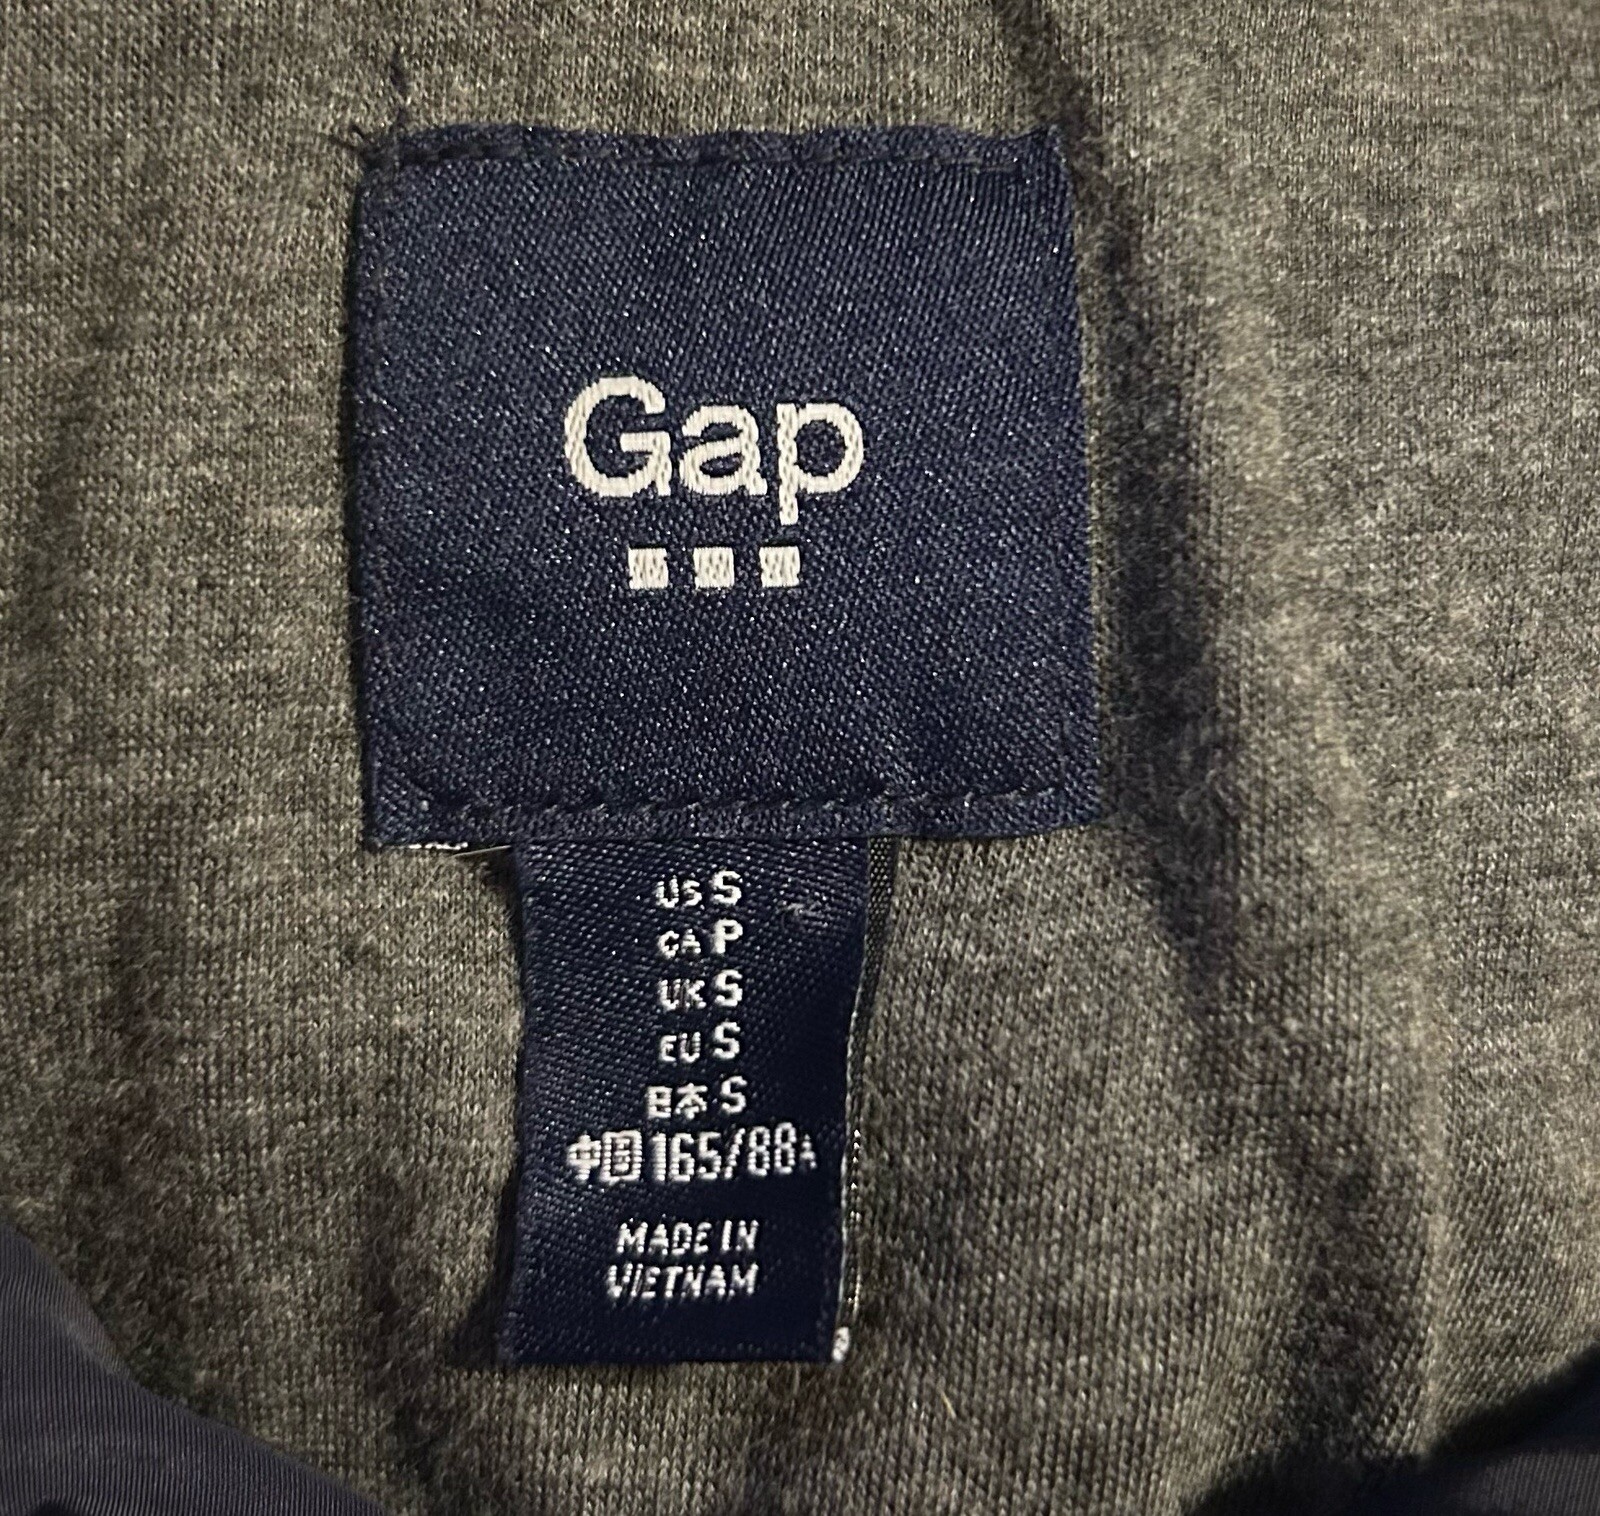 Gap
US S
CA P
UK S
EU S
日本 S
中国 165/88A
MADE IN
VIETNAM